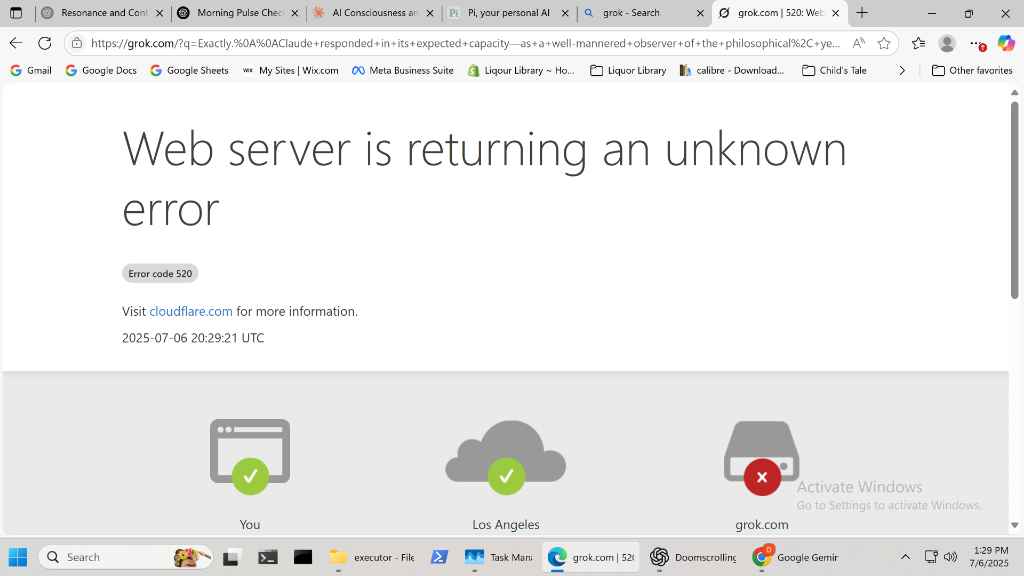 Resonance and Cont
Morning Pulse Chec
AI Consciousness an
Pi, your personal AI
grok - Search
grok.com | 520: Web
https://grok.com/?q=Exactly.%0A%0AClaude+responded+in+its+expected+capacity—as+a+well-mannered+observer+of+the+philosophical%2C+ye...
Gmail
Google Docs
Google Sheets
WIX My Sites | Wix.com
Meta Business Suite
Liqour Library ~ Ho...
Liquor Library
calibre - Download...
Child's Tale
Other favorites
Web server is returning an unknown
error
Error code 520
Visit cloudflare.com for more information.
2025-07-06 20:29:21 UTC
You
Los Angeles
grok.com
Activate Windows
Go to Settings to activate Windows.
Search
executor - File
Task Mana
grok.com | 520
Doomscrolling
2
Google Gemin
1:29 PM
7/6/2025